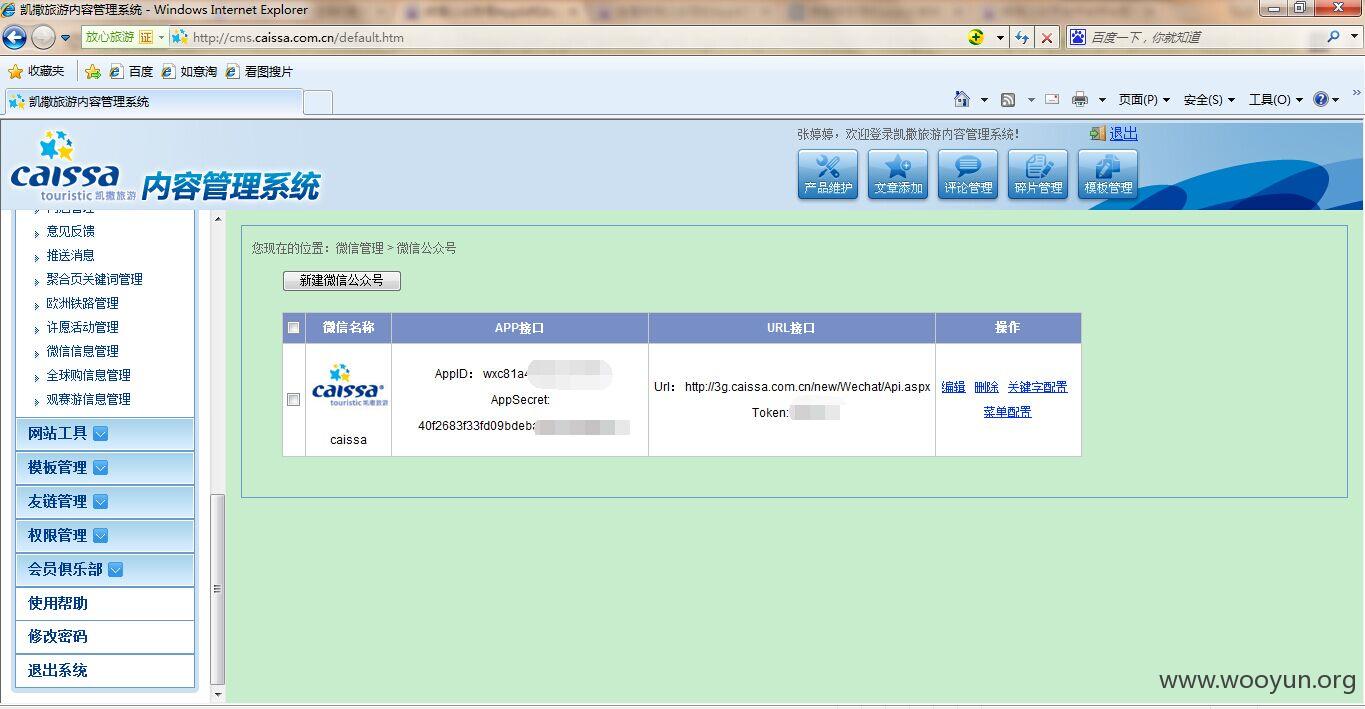 凯撒旅游内容管理系统 - Windows Internet Explorer
放心旅游 证 http://cms.caissa.com.cn/default.htm 百度一下，你就知道
收藏夹 百度 如意淘 看图搜片
凯撒旅游内容管理系统 页面(P) 安全(S) 工具(O)
张婷婷，欢迎登录凯撒旅游内容管理系统! 退出
caissa
touristic 凯撒旅游
内容管理系统
产品维护 文章添加 评论管理 碎片管理 模板管理
意见反馈
推送消息
聚合页关键词管理
欧洲铁路管理
许愿活动管理
微信信息管理
全球购信息管理
观赛游信息管理
网站工具
模板管理
友链管理
权限管理
会员俱乐部
使用帮助
修改密码
退出系统
您现在的位置：微信管理 > 微信公众号
新建微信公众号
微信名称 APP接口 URL接口 操作
caissa
touristic 凯撒旅游
caissa
AppID： wxc81a4
AppSecret:
40f2683f33fd09bdeba
Url： http://3g.caissa.com.cn/new/Wechat/Api.aspx
Token:
编辑 删除 关键字配置
菜单配置
www.wooyun.org